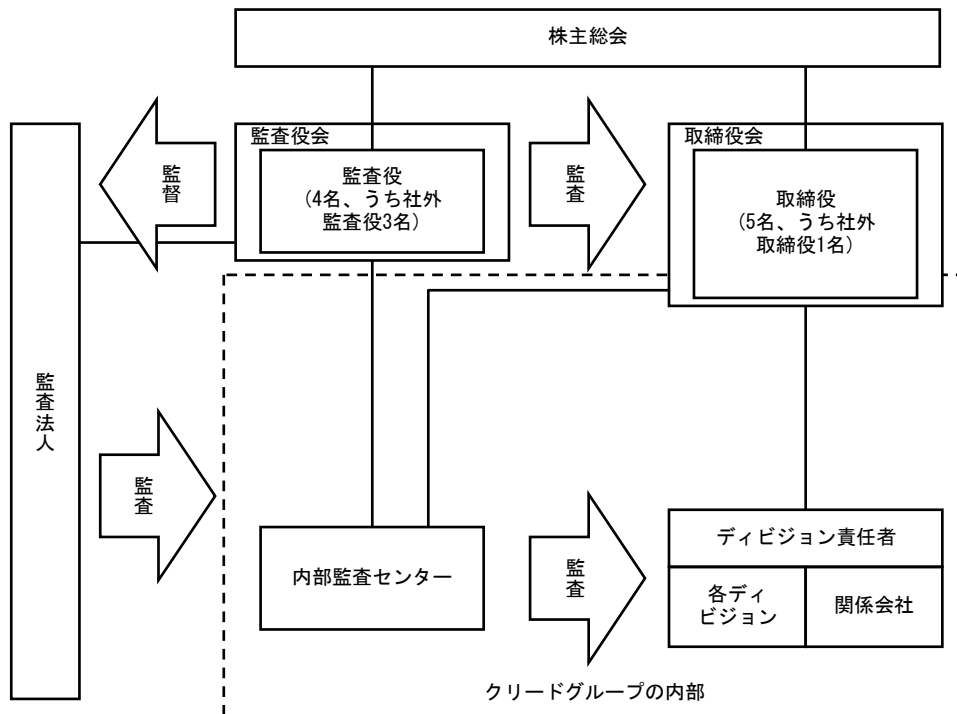 株主総会
監査役会
監査役
(4名、うち社外
監査役3名)
取締役会
取締役
(5名、うち社外
取締役1名)
監督
監査
監査法人
監査
内部監査センター
監査
ディビジョン責任者
各ディ
ビジョン
関係会社
クリードグループの内部